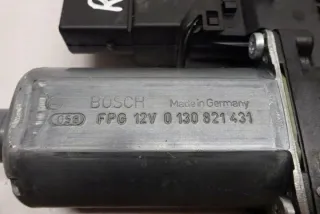 R
BOSCH Made in Germany
FPG 12V 0 130 821 431